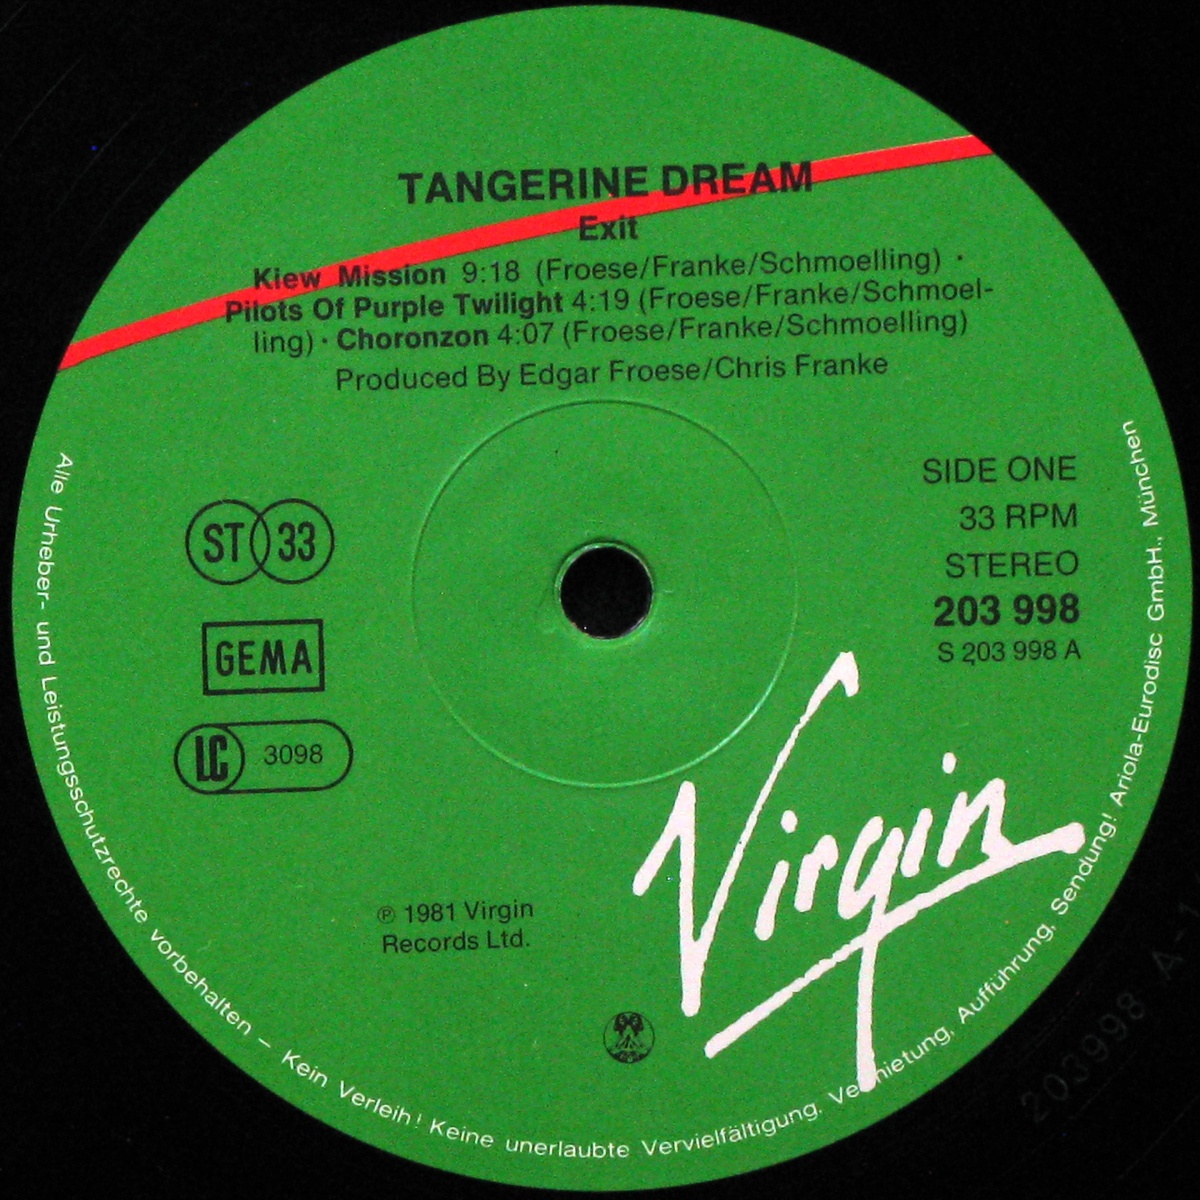 TANGERINE DREAM
Exit
Kiew Mission 9:18 (Froese/Franke/Schmoelling) ·
Pilots Of Purple Twilight 4:19 (Froese/Franke/Schmoel-
ling) · Choronzon 4:07 (Froese/Franke/Schmoelling)
Produced By Edgar Froese/Chris Franke
SIDE ONE
33 RPM
STEREO
203 998
S 203 998 A
ST 33
GEMA
LC 3098
Virgin
℗ 1981 Virgin
Records Ltd.
Alle Urheber- und Leistungsschutzrechte vorbehalten – Kein Verleih! Keine unerlaubte Vervielfältigung, Vermietung, Aufführung, Sendung! Ariola-Eurodisc GmbH., München
203998 A-1